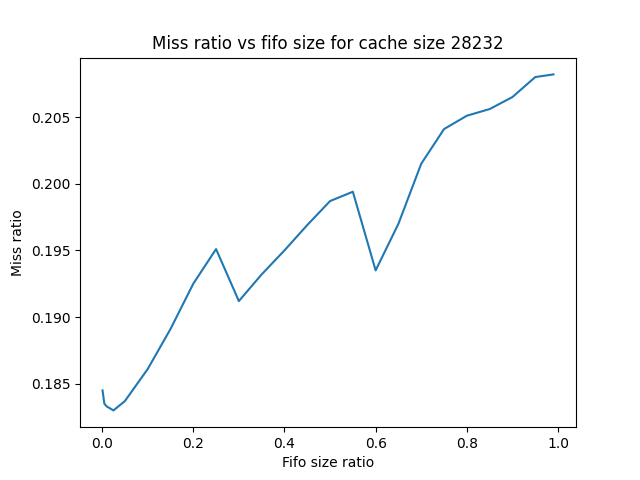 Miss ratio vs fifo size for cache size 28232
0.205
0.200
0.195
0.190
0.185
Miss ratio
0.0 0.2 0.4 0.6 0.8 1.0
Fifo size ratio